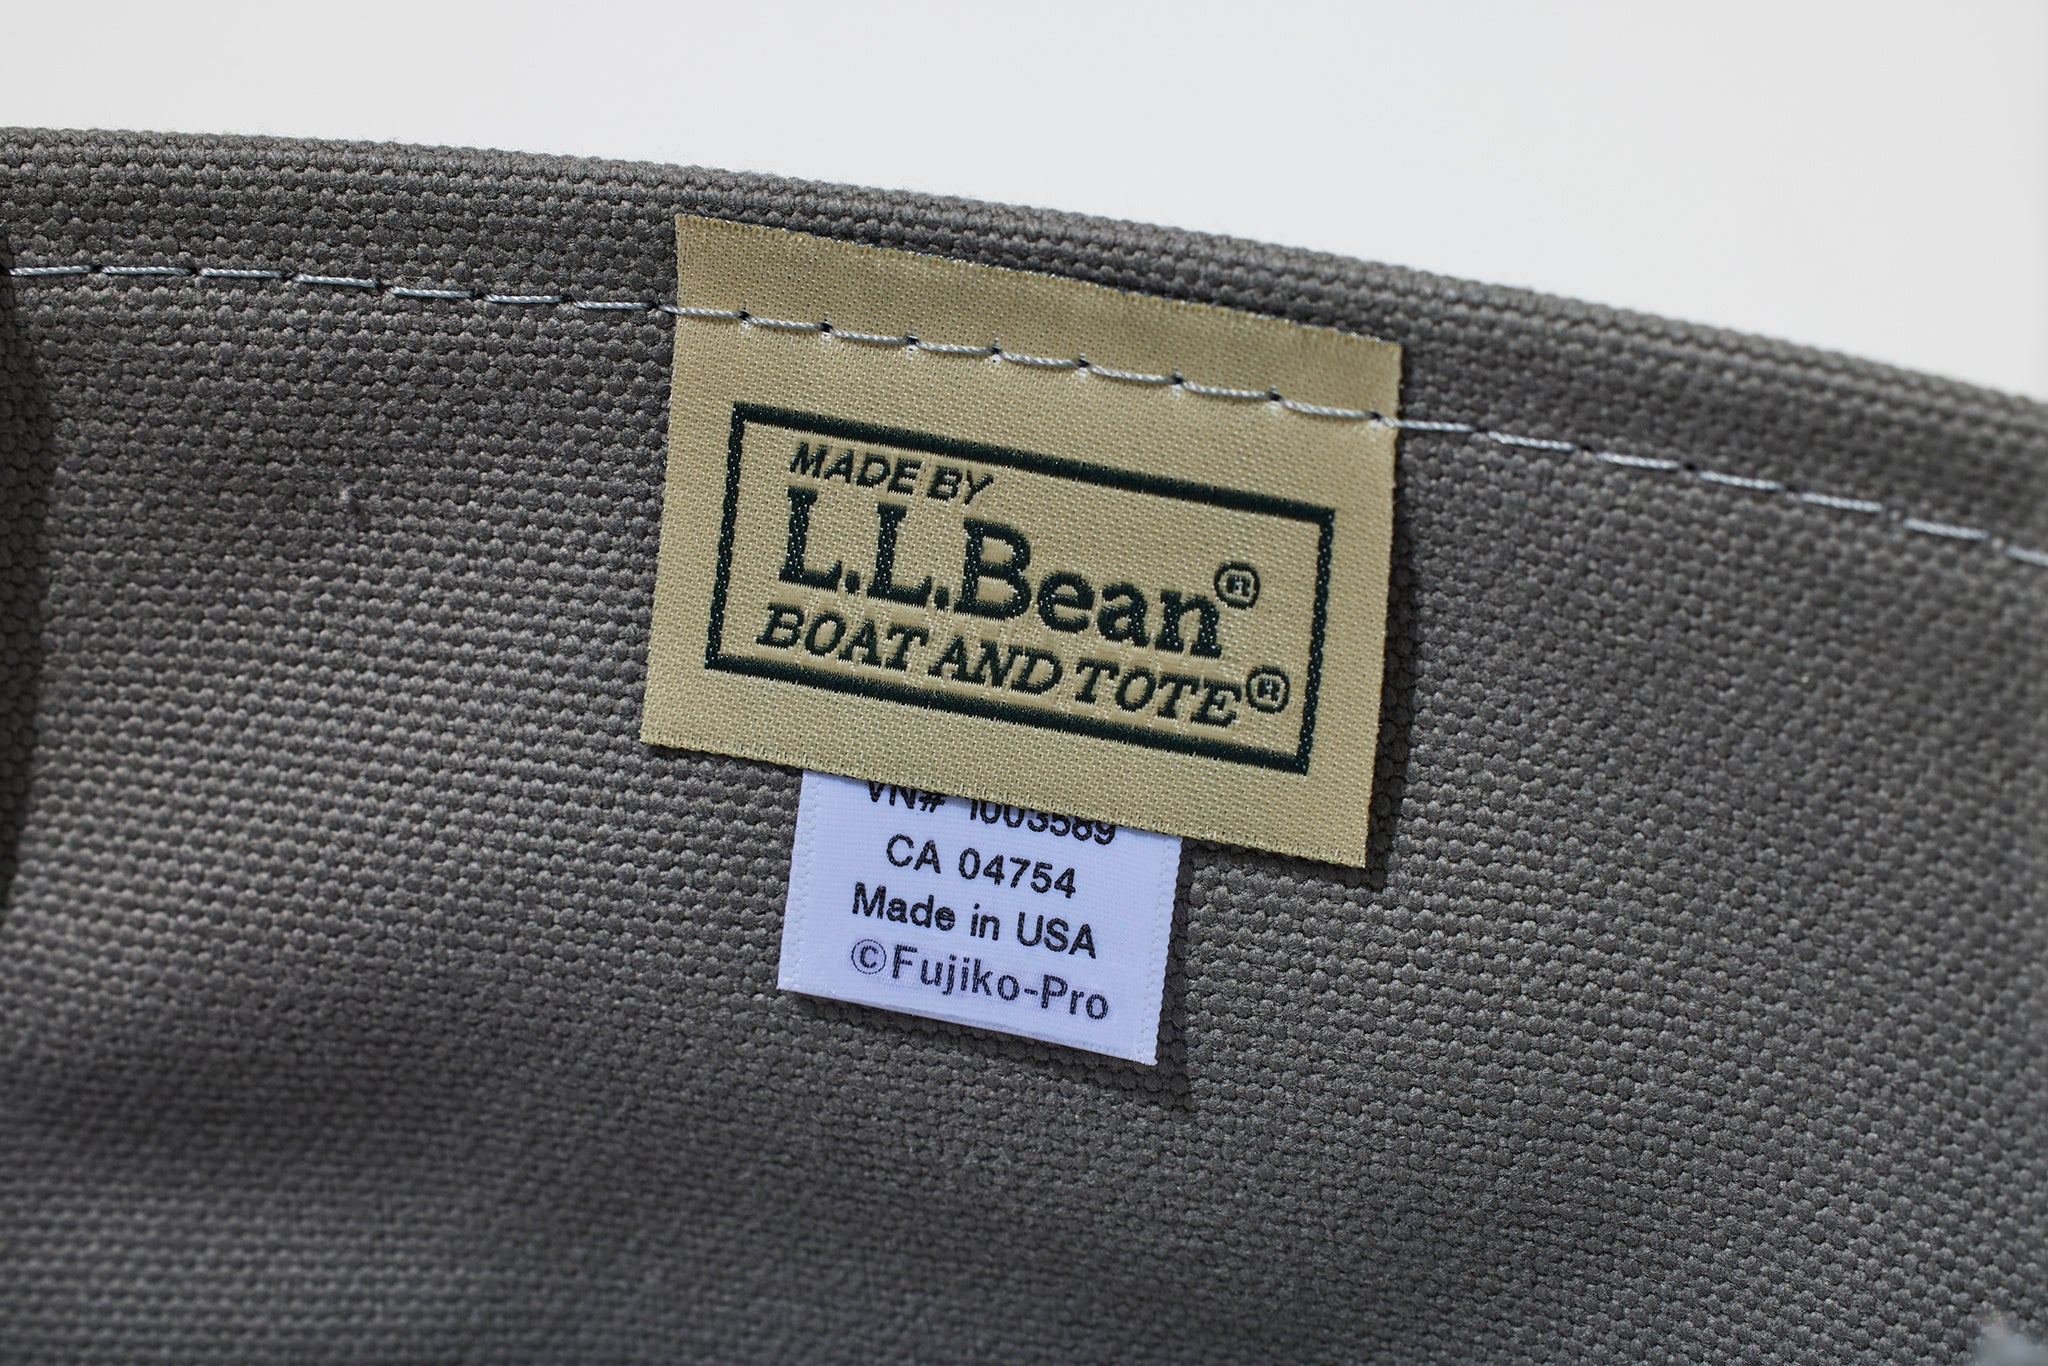 MADE BY
L.L.Bean®
BOAT AND TOTE®
VN# 1003589
CA 04754
Made in USA
©Fujiko-Pro